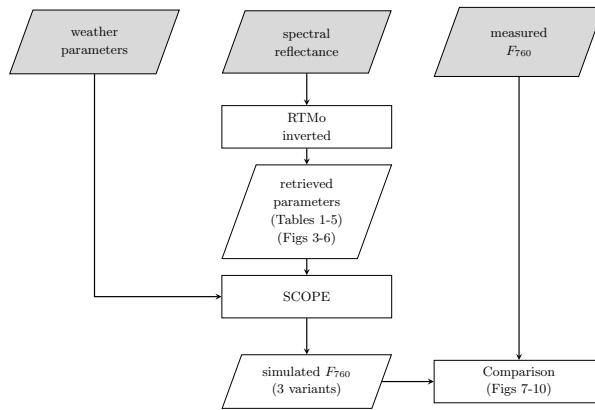 weather
parameters
spectral
reflectance
measured
F₇₆₀
RTMo
inverted
retrieved
parameters
(Tables 1-5)
(Figs 3-6)
SCOPE
simulated F₇₆₀
(3 variants)
Comparison
(Figs 7-10)